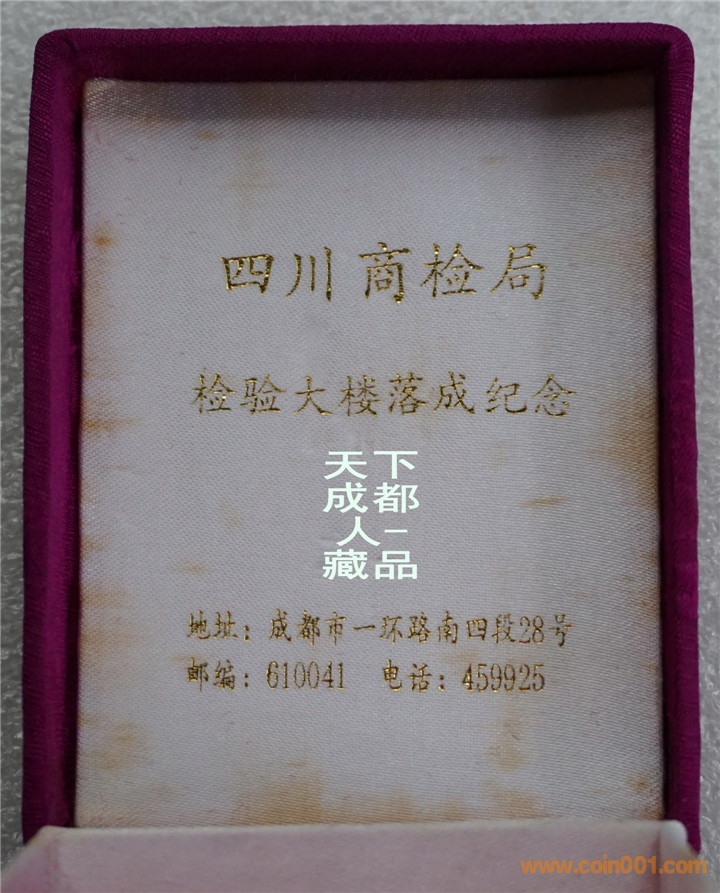 四川商检局
检验大楼落成纪念
天下
成都
人-
藏品
地址：成都市一环路南四段28号
邮编：610041 电话：459925
www.coin001.com